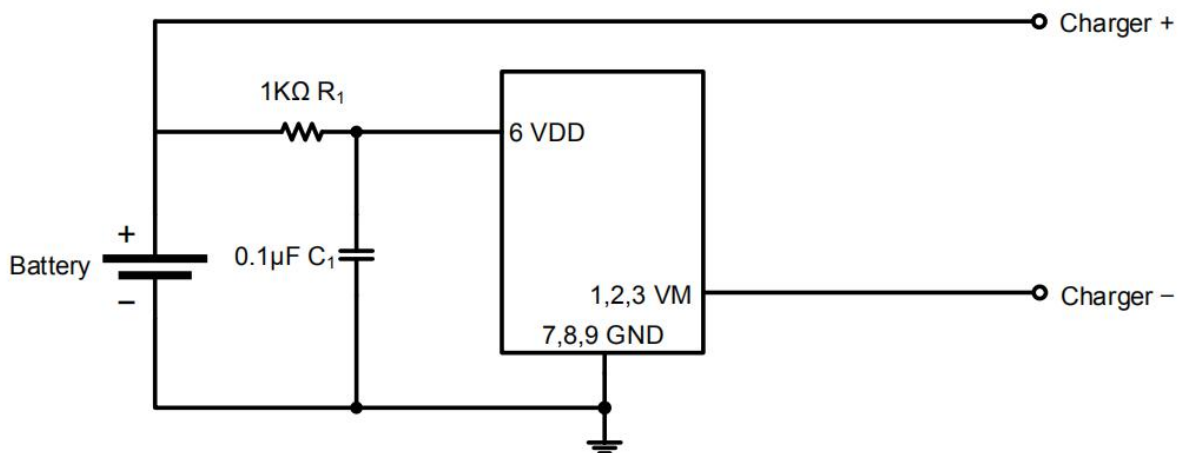 Charger +
1KΩ R₁
6 VDD
+
Battery
−
0.1μF C₁
1,2,3 VM
Charger −
7,8,9 GND